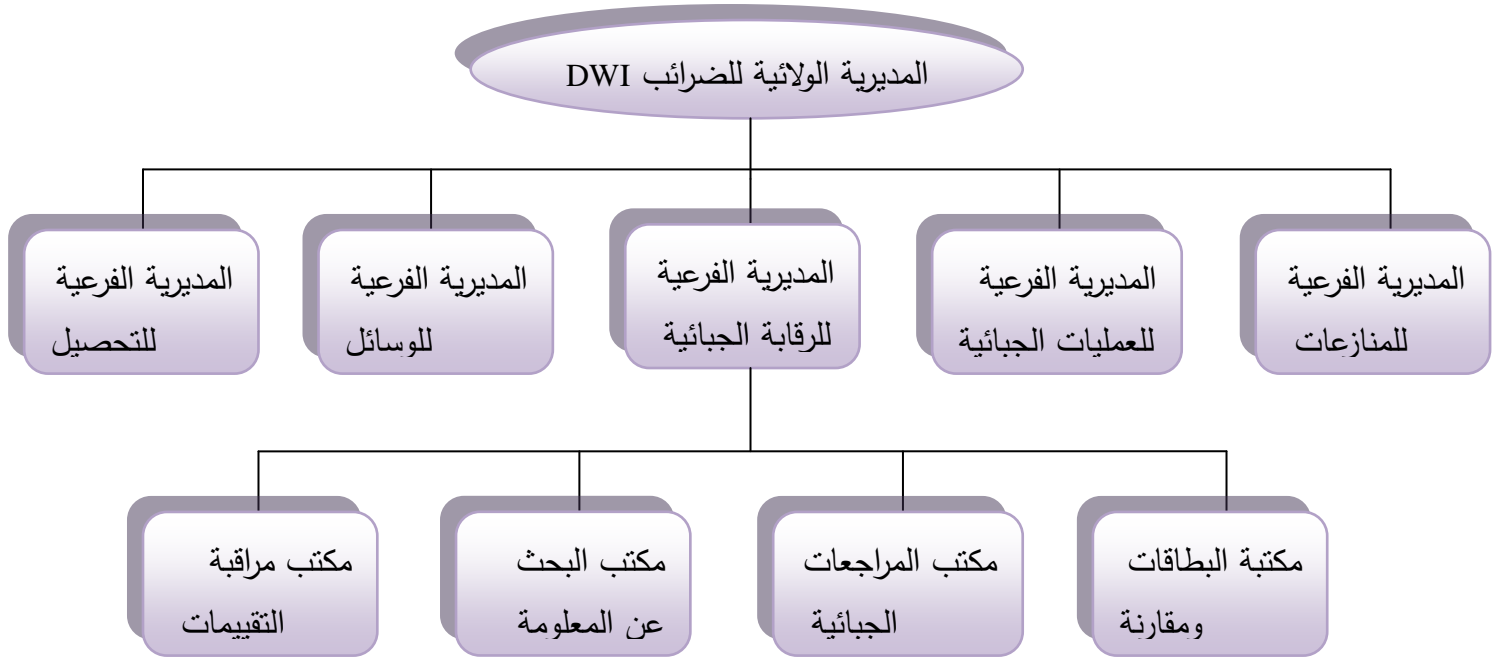 المديرية الولائية للضرائب DWI
المديرية الفرعية
للمنازعات
المديرية الفرعية
للعمليات الجبائية
المديرية الفرعية
للرقابة الجبائية
المديرية الفرعية
للوسائل
المديرية الفرعية
للتحصيل
مكتبة البطاقات
ومقارنة
مكتب المراجعات
الجبائية
مكتب البحث
عن المعلومة
مكتب مراقبة
التقييمات